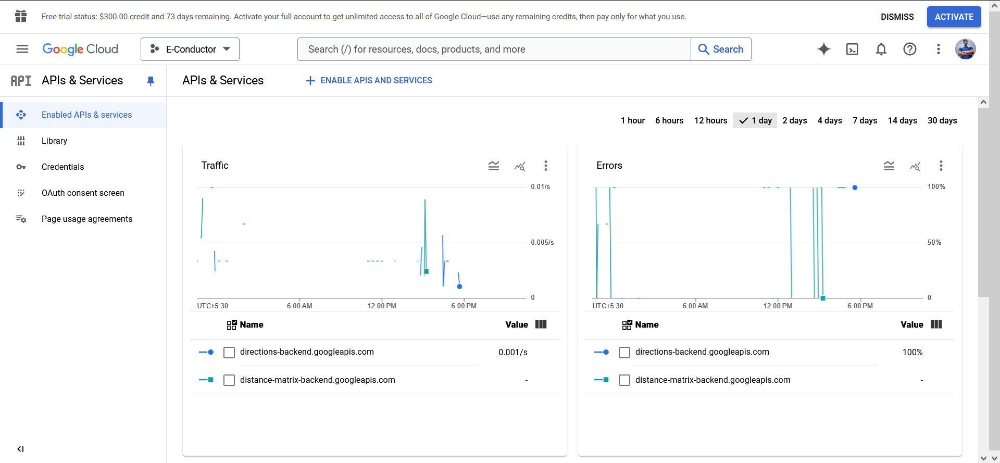 Free trial status: $300.00 credit and 73 days remaining. Activate your full account to get unlimited access to all of Google Cloud—use any remaining credits, then pay only for what you use.
DISMISS
ACTIVATE
Google Cloud
E-Conductor
Search (/) for resources, docs, products, and more
Search
API
APIs & Services
APIs & Services
ENABLE APIS AND SERVICES
Enabled APIs & services
Library
Credentials
OAuth consent screen
Page usage agreements
1 hour
6 hours
12 hours
1 day
2 days
4 days
7 days
14 days
30 days
Traffic
0.01/s
0.005/s
0
UTC+5:30
6:00 AM
12:00 PM
6:00 PM
Name
Value
directions-backend.googleapis.com
0.001/s
distance-matrix-backend.googleapis.com
-
Errors
100%
50%
0
UTC+5:30
6:00 AM
12:00 PM
6:00 PM
Name
Value
directions-backend.googleapis.com
100%
distance-matrix-backend.googleapis.com
-